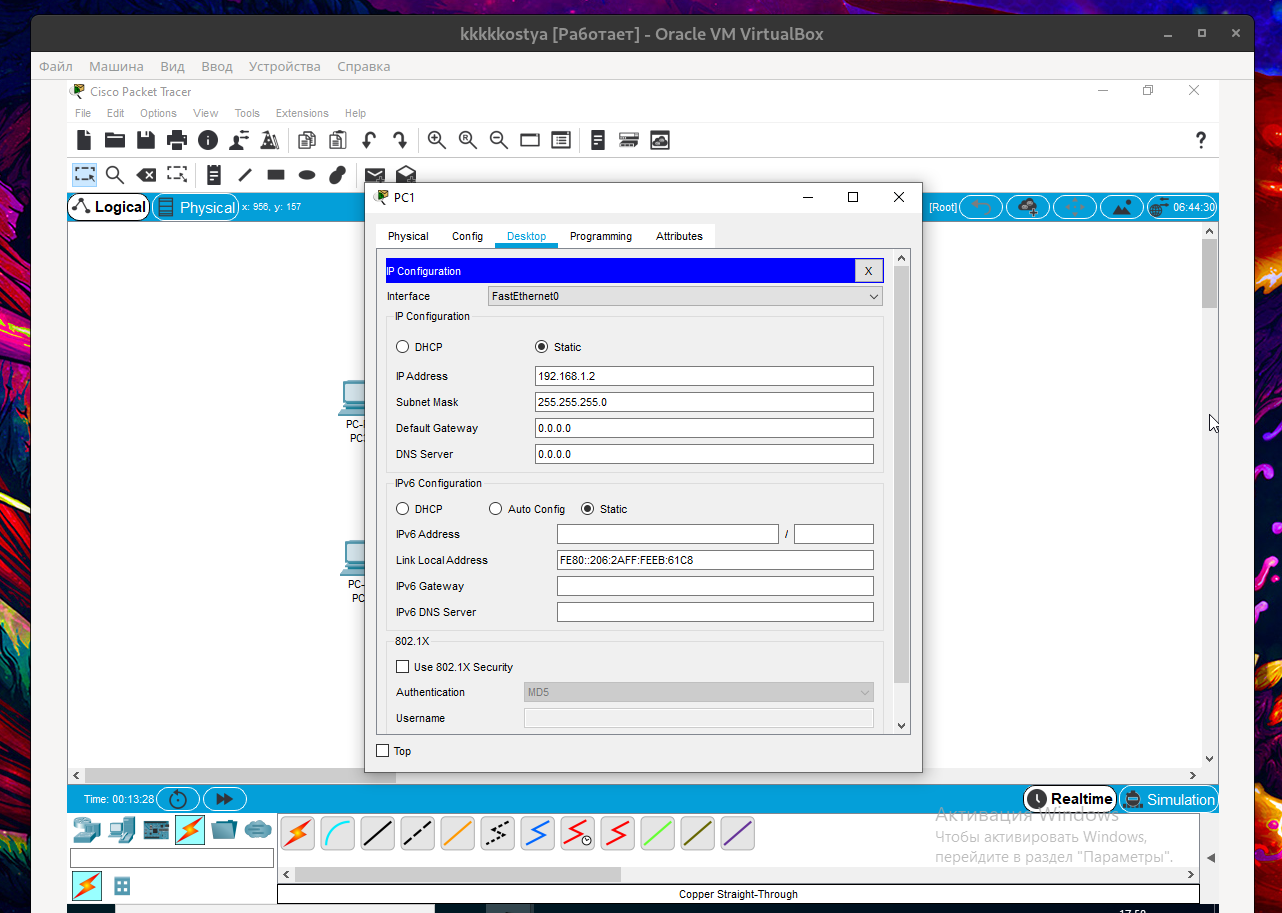 kkkkkostya [Работает] - Oracle VM VirtualBox
Файл Машина Вид Ввод Устройства Справка
Cisco Packet Tracer
File Edit Options View Tools Extensions Help
PC1
Logical Physical x: 956, y: 157
[Root] 06:44:30
Physical Config Desktop Programming Attributes
IP Configuration X
Interface FastEthernet0
IP Configuration
DHCP Static
IP Address 192.168.1.2
Subnet Mask 255.255.255.0
Default Gateway 0.0.0.0
DNS Server 0.0.0.0
IPv6 Configuration
DHCP Auto Config Static
IPv6 Address /
Link Local Address FE80::206:2AFF:FEEB:61C8
IPv6 Gateway
IPv6 DNS Server
802.1X
Use 802.1X Security
Authentication MD5
Username
Top
Time: 00:13:28
Realtime Simulation
Активация Windows
Чтобы активировать Windows,
перейдите в раздел "Параметры".
Copper Straight-Through